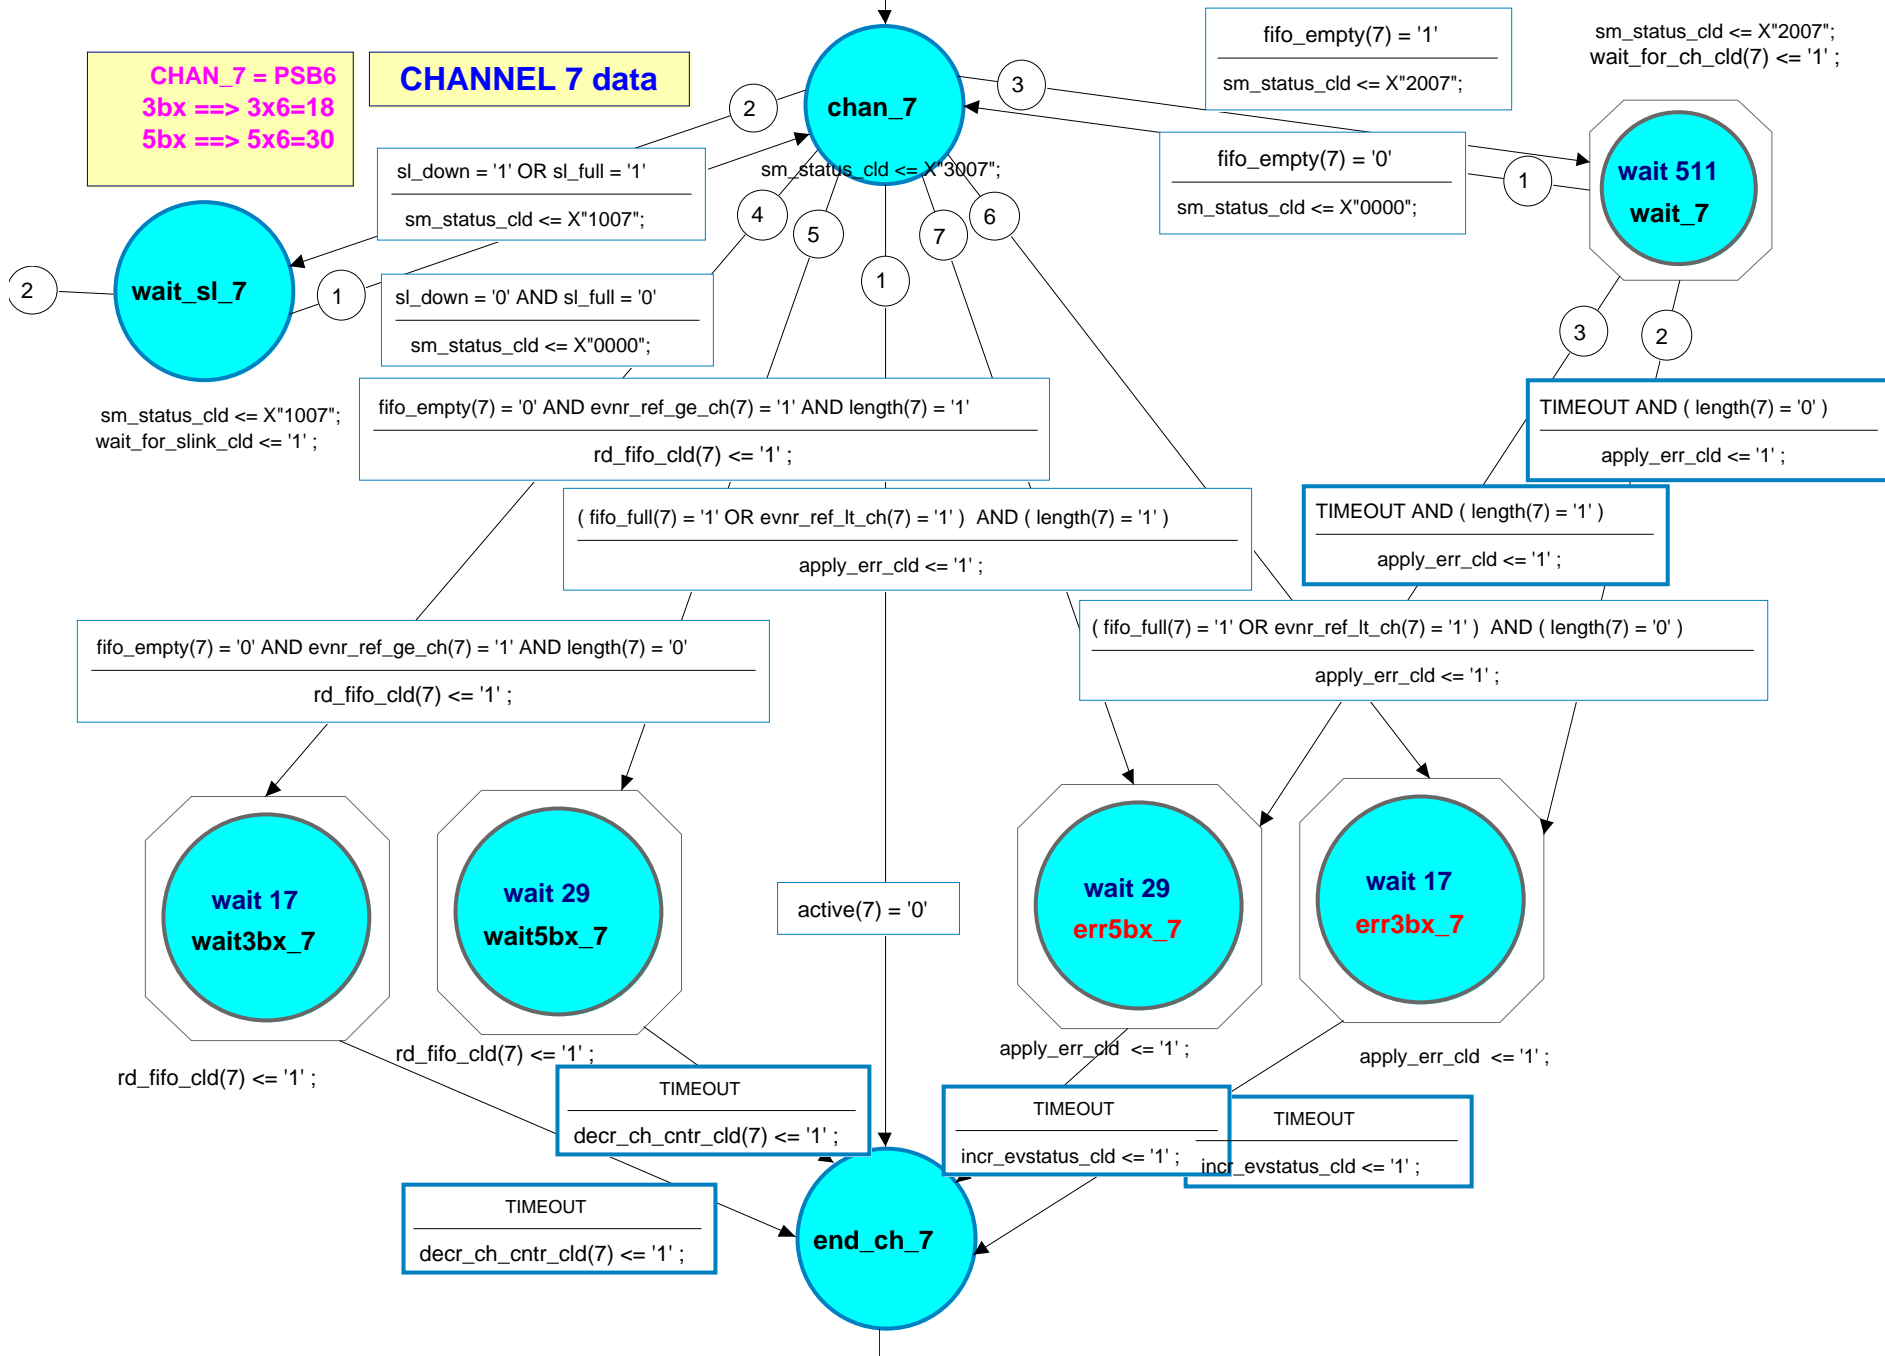 CHAN_7 = PSB6
3bx ==> 3x6=18
5bx ==> 5x6=30
CHANNEL 7 data
chan_7
sm_status_cld <= X"3007";
fifo_empty(7) = '1'
sm_status_cld <= X"2007";
sm_status_cld <= X"2007";
wait_for_ch_cld(7) <= '1' ;
2
3
sl_down = '1' OR sl_full = '1'
sm_status_cld <= X"1007";
fifo_empty(7) = '0'
sm_status_cld <= X"0000";
1
wait 511
wait_7
4
5
1
7
6
2
wait_sl_7
1
sl_down = '0' AND sl_full = '0'
sm_status_cld <= X"0000";
3
2
sm_status_cld <= X"1007";
wait_for_slink_cld <= '1' ;
fifo_empty(7) = '0' AND evnr_ref_ge_ch(7) = '1' AND length(7) = '1'
rd_fifo_cld(7) <= '1' ;
TIMEOUT AND ( length(7) = '0' )
apply_err_cld <= '1' ;
( fifo_full(7) = '1' OR evnr_ref_lt_ch(7) = '1' )  AND ( length(7) = '1' )
apply_err_cld <= '1' ;
TIMEOUT AND ( length(7) = '1' )
apply_err_cld <= '1' ;
fifo_empty(7) = '0' AND evnr_ref_ge_ch(7) = '1' AND length(7) = '0'
rd_fifo_cld(7) <= '1' ;
( fifo_full(7) = '1' OR evnr_ref_lt_ch(7) = '1' )  AND ( length(7) = '0' )
apply_err_cld <= '1' ;
wait 17
wait3bx_7
wait 29
wait5bx_7
active(7) = '0'
wait 29
err5bx_7
wait 17
err3bx_7
rd_fifo_cld(7) <= '1' ;
rd_fifo_cld(7) <= '1' ;
apply_err_cld  <= '1' ;
apply_err_cld  <= '1' ;
TIMEOUT
decr_ch_cntr_cld(7) <= '1' ;
TIMEOUT
incr_evstatus_cld <= '1' ;
TIMEOUT
incr_evstatus_cld <= '1' ;
TIMEOUT
decr_ch_cntr_cld(7) <= '1' ;
end_ch_7